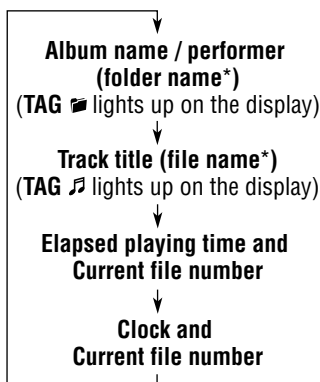 Album name / performer
(folder name*)
(TAG lights up on the display)
Track title (file name*)
(TAG lights up on the display)
Elapsed playing time and
Current file number
Clock and
Current file number